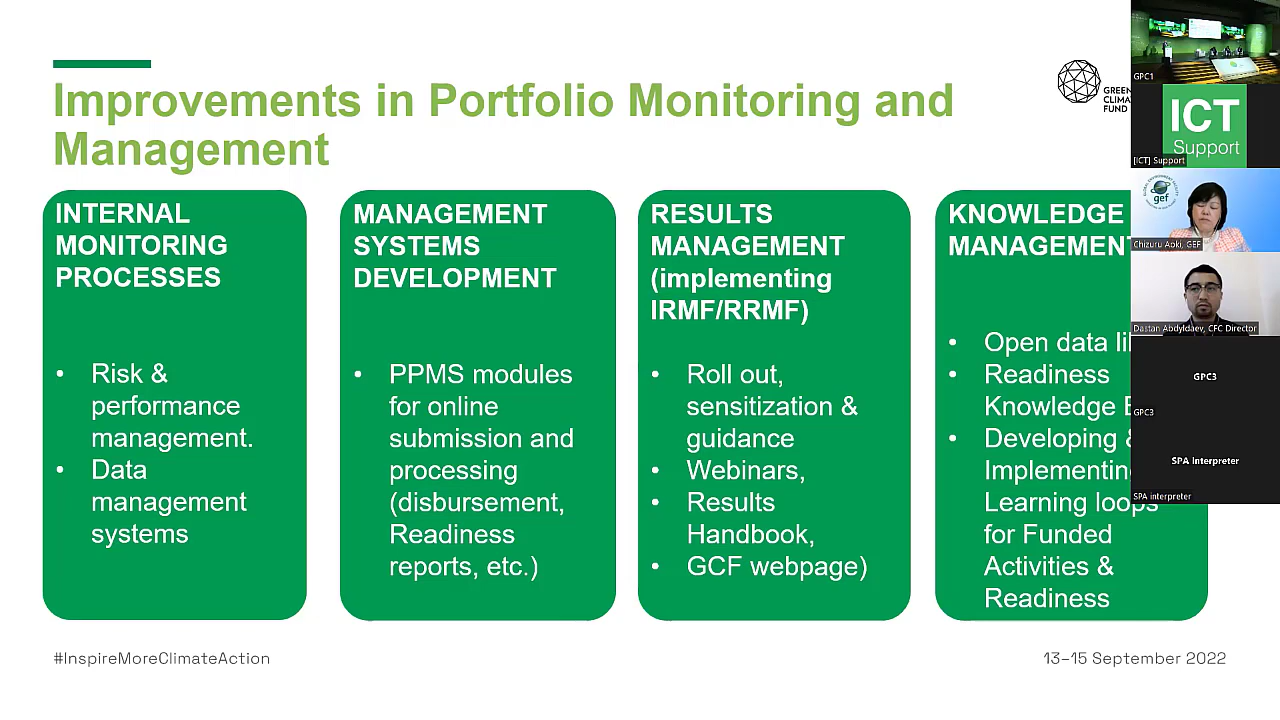 Improvements in Portfolio Monitoring and
Management
GREEN
CLIMA
FUND
INTERNAL
MONITORING
PROCESSES
• Risk &
performance
management.
• Data
management
systems
MANAGEMENT
SYSTEMS
DEVELOPMENT
• PPMS modules
for online
submission and
processing
(disbursement,
Readiness
reports, etc.)
RESULTS
MANAGEMENT
(implementing
IRMF/RRMF)
• Roll out,
sensitization &
guidance
• Webinars,
• Results
Handbook,
• GCF webpage)
KNOWLEDGE
MANAGEMENT
• Open data li
• Readiness
Knowledge
• Developing &
Implementing
Learning loops
for Funded
Activities &
Readiness
GPC1
ICT
Support
[ICT] Support
gef
Chizuru Aoki, GEF
Dastan Abdyldaev, CFC Director
GPC3
GPC3
SPA Interpreter
SPA interpreter
#InspireMoreClimateAction
13–15 September 2022